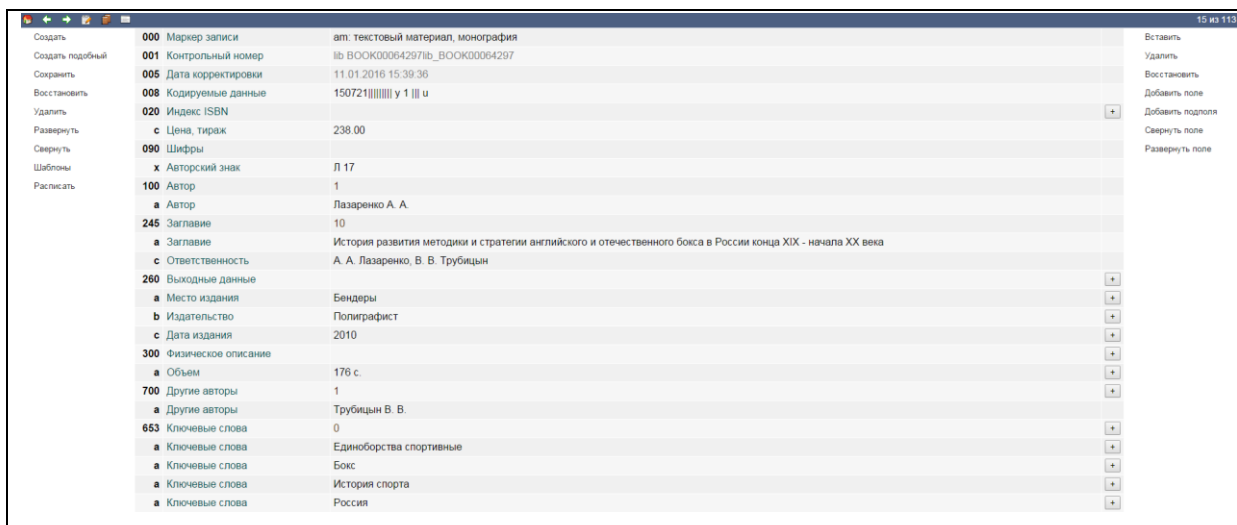 15 из 113
Создать 000 Маркер записи am: текстовый материал, монография Вставить
Создать подобный 001 Контрольный номер lib BOOK00064297lib_BOOK00064297 Удалить
Сохранить 005 Дата корректировки 11.01.2016 15:39:36 Восстановить
Восстановить 008 Кодируемые данные 150721||||||||| y 1 ||| u Добавить поле
Удалить 020 Индекс ISBN + Добавить подполя
Развернуть c Цена, тираж 238.00 Свернуть поле
Свернуть 090 Шифры Развернуть поле
Шаблоны x Авторский знак Л 17
Расписать 100 Автор 1
a Автор Лазаренко А. А.
245 Заглавие 10
a Заглавие История развития методики и стратегии английского и отечественного бокса в России конца XIX - начала XX века
c Ответственность А. А. Лазаренко, В. В. Трубицын
260 Выходные данные +
a Место издания Бендеры +
b Издательство Полиграфист +
c Дата издания 2010 +
300 Физическое описание +
a Объем 176 с. +
700 Другие авторы 1 +
a Другие авторы Трубицын В. В.
653 Ключевые слова 0 +
a Ключевые слова Единоборства спортивные +
a Ключевые слова Бокс +
a Ключевые слова История спорта +
a Ключевые слова Россия +